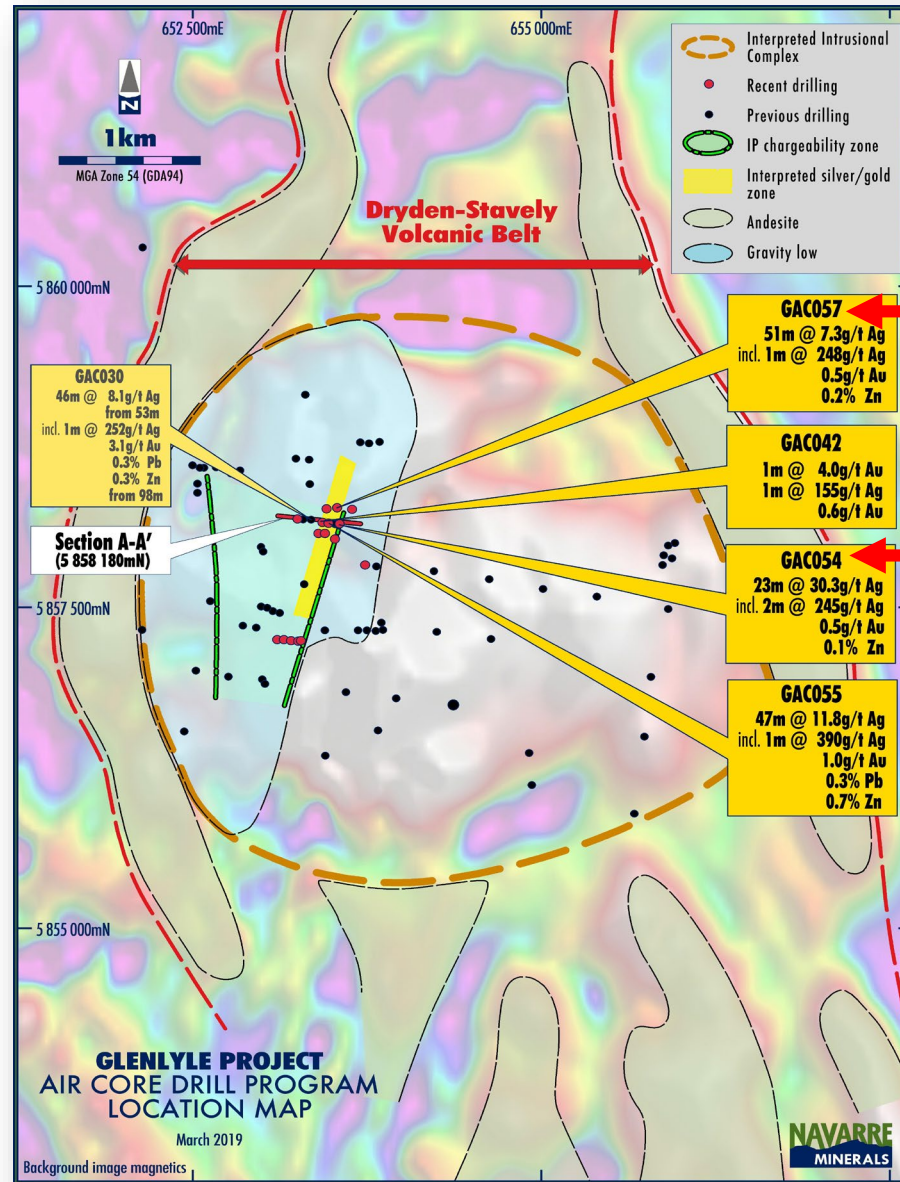 652 500mE
655 000mE
N
1km
MGA Zone 54 (GDA94)
Interpreted Intrusional
Complex
Recent drilling
Previous drilling
IP chargeability zone
Interpreted silver/gold
zone
Andesite
Gravity low
Dryden-Stavely
Volcanic Belt
5 860 000mN
GAC057
51m @ 7.3g/t Ag
incl. 1m @ 248g/t Ag
0.5g/t Au
0.2% Zn
GAC030
46m @ 8.1g/t Ag
from 53m
incl. 1m @ 252g/t Ag
3.1g/t Au
0.3% Pb
0.3% Zn
from 98m
GAC042
1m @ 4.0g/t Au
1m @ 155g/t Ag
0.6g/t Au
Section A-A'
(5 858 180mN)
GAC054
23m @ 30.3g/t Ag
incl. 2m @ 245g/t Ag
0.5g/t Au
0.1% Zn
5 857 500mN
GAC055
47m @ 11.8g/t Ag
incl. 1m @ 390g/t Ag
1.0g/t Au
0.3% Pb
0.7% Zn
5 855 000mN
GLENLYLE PROJECT
AIR CORE DRILL PROGRAM
LOCATION MAP
March 2019
Background image magnetics
NAVARRE
MINERALS